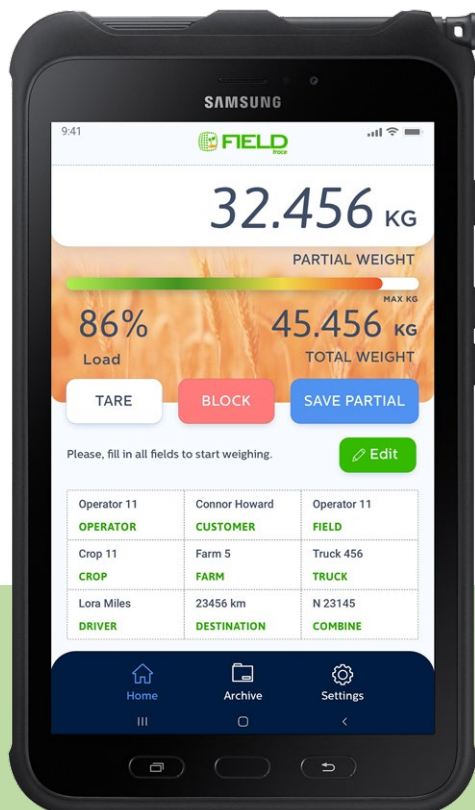 SAMSUNG
9:41
FIELD
trace
32.456 KG
PARTIAL WEIGHT
MAX KG
86%
45.456 KG
Load
TOTAL WEIGHT
TARE
BLOCK
SAVE PARTIAL
Please, fill in all fields to start weighing.
Edit
Operator 11
Connor Howard
Operator 11
OPERATOR
CUSTOMER
FIELD
Crop 11
Farm 5
Truck 456
CROP
FARM
TRUCK
Lora Miles
23456 km
N 23145
DRIVER
DESTINATION
COMBINE
Home
Archive
Settings